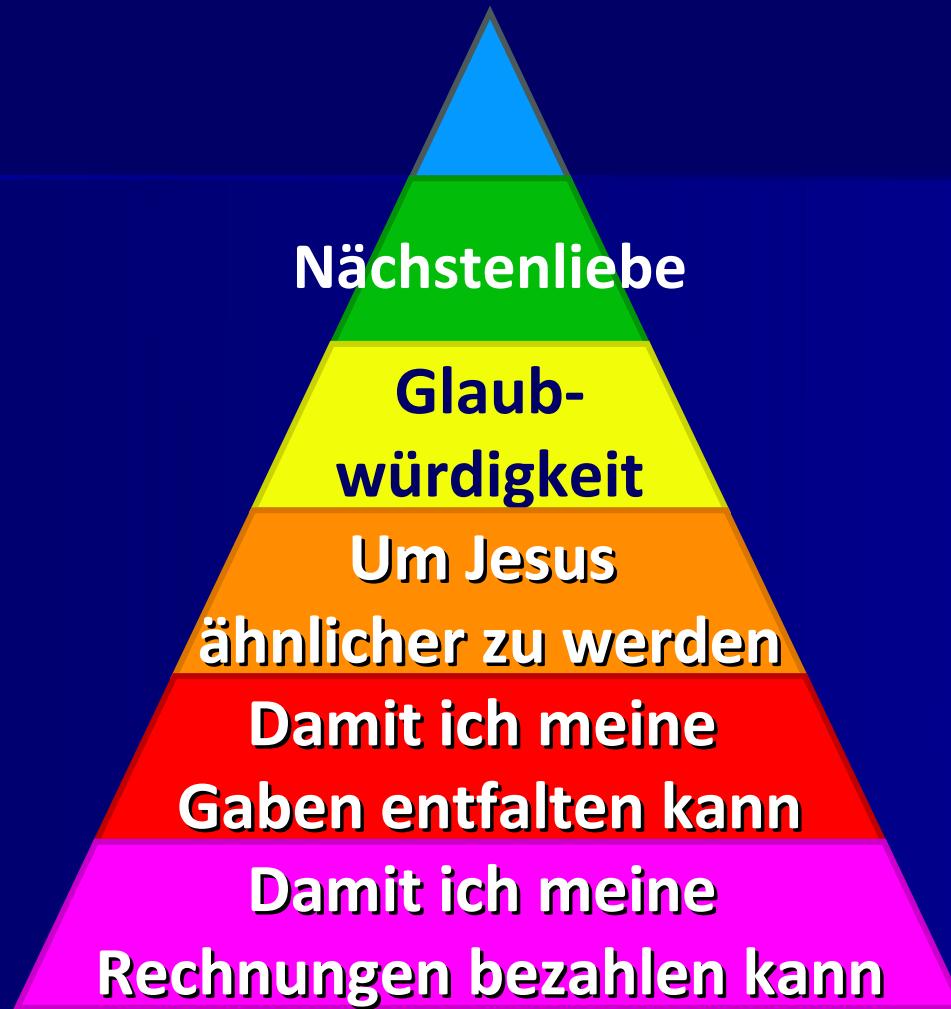 Nächstenliebe
Glaub-
würdigkeit
Um Jesus
ähnlicher zu werden
Damit ich meine
Gaben entfalten kann
Damit ich meine
Rechnungen bezahlen kann